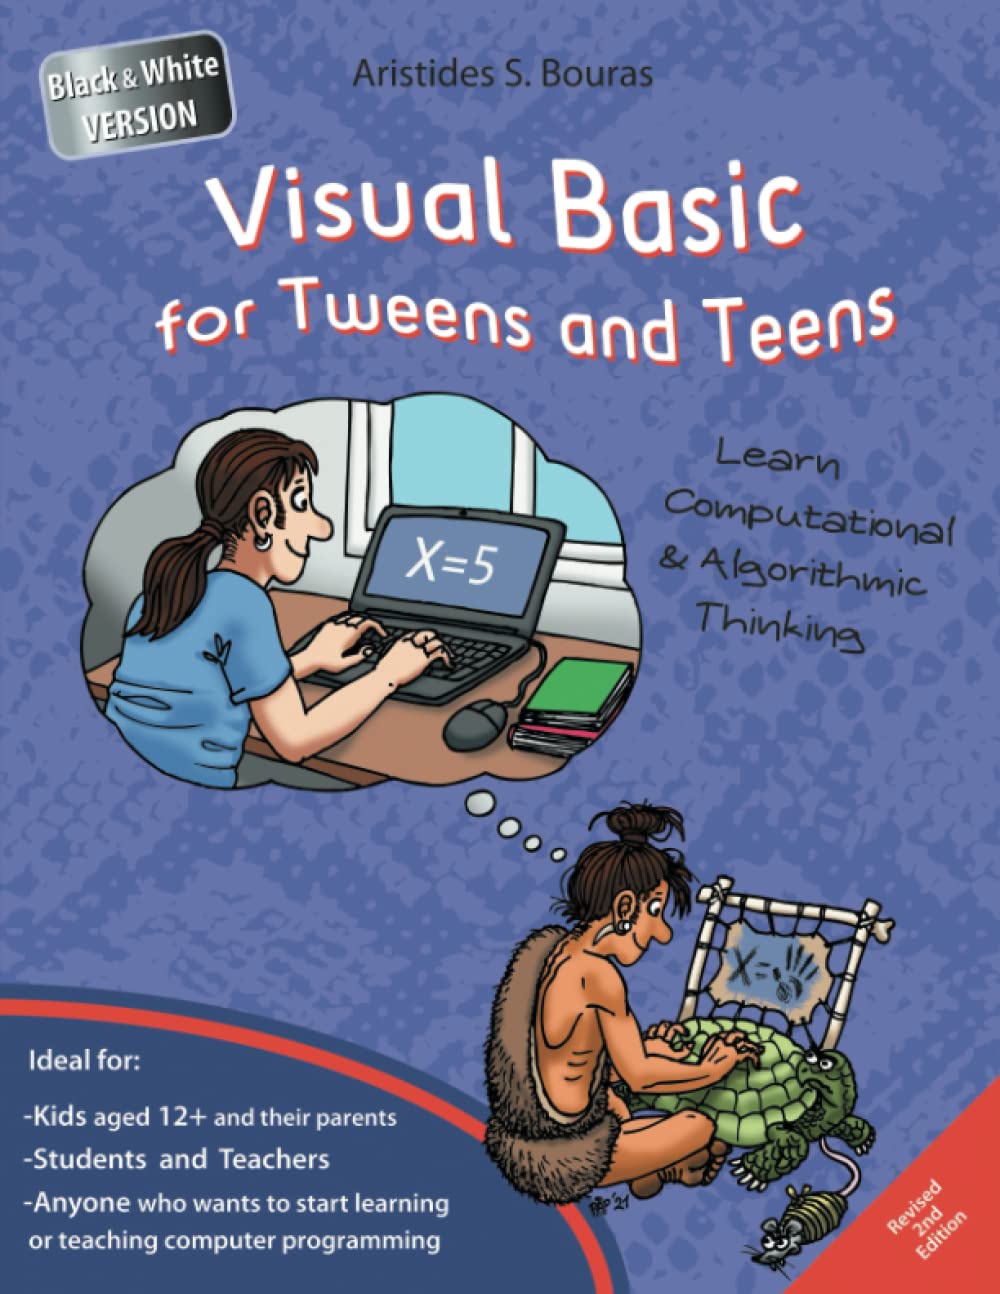 Black & White
VERSION
Aristides S. Bouras
Visual Basic
for Tweens and Teens
Learn
Computational
& Algorithmic
Thinking
X=5
X=
Ideal for:
-Kids aged 12+ and their parents
-Students and Teachers
-Anyone who wants to start learning
or teaching computer programming
'21
Revised
2nd
Edition